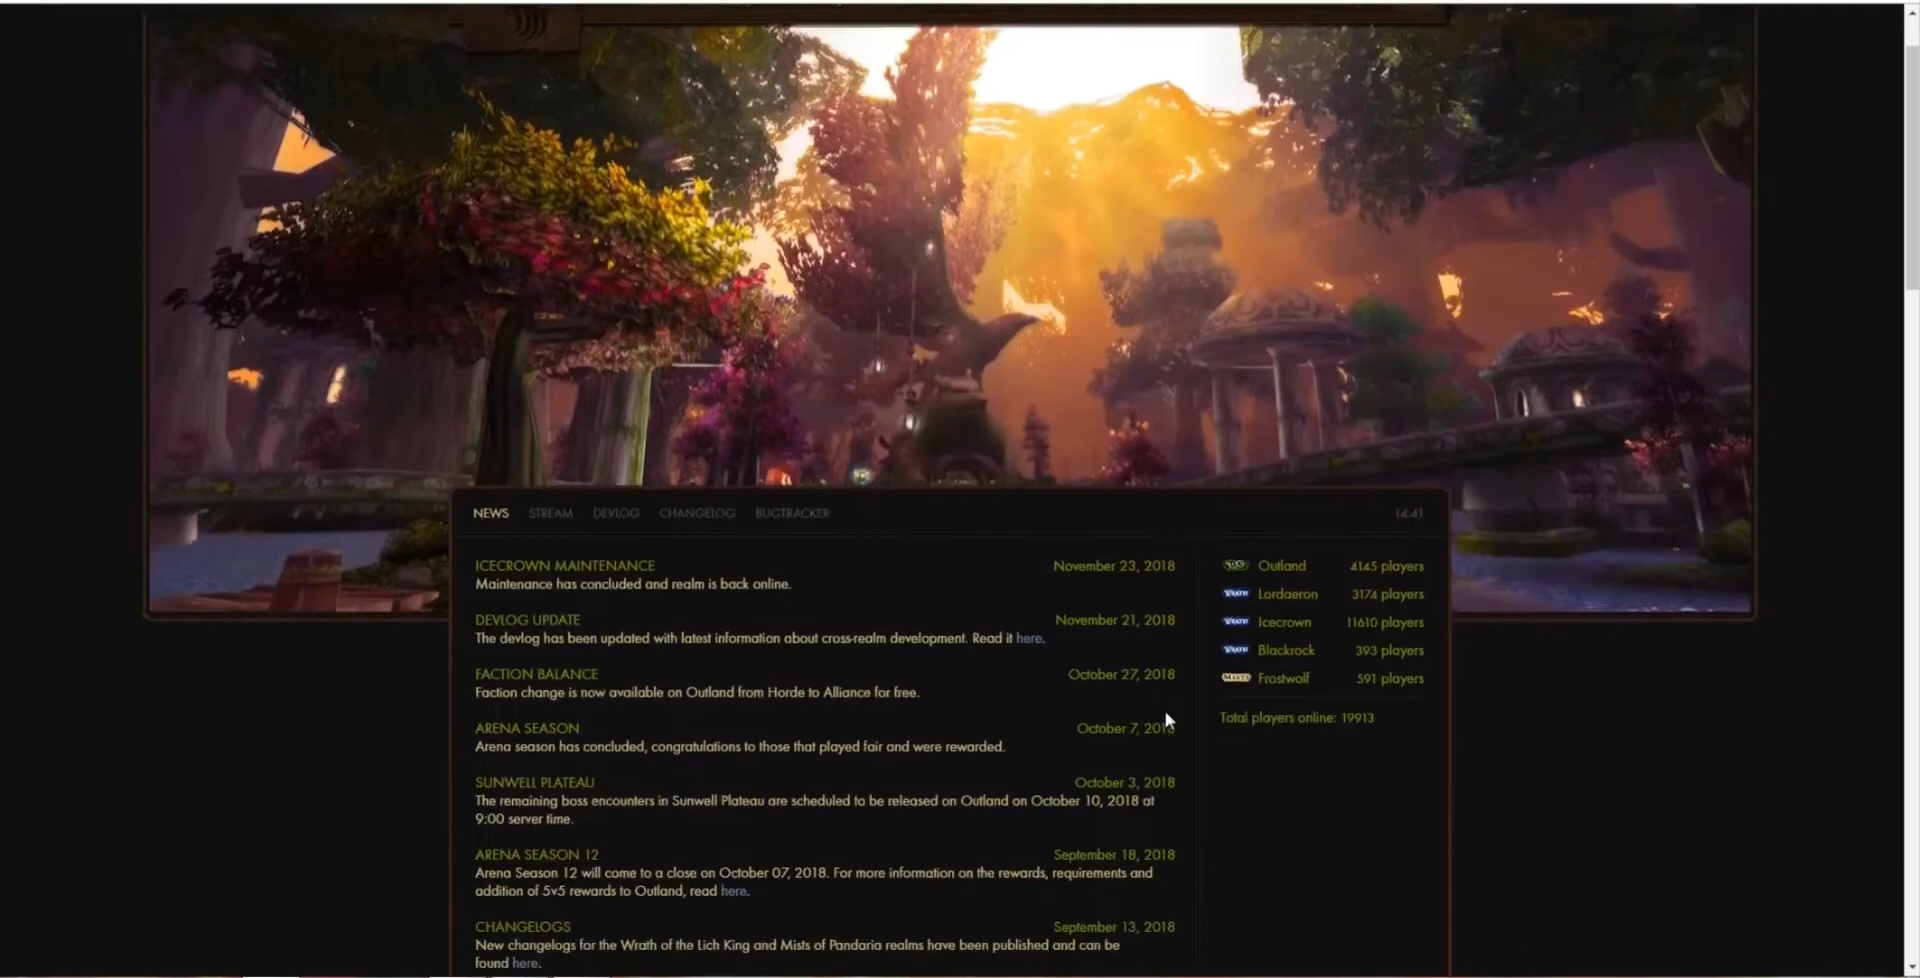 NEWS STREAM DEVLOG CHANGELOG BUGTRACKER 14:41
ICECROWN MAINTENANCE November 23, 2018
Maintenance has concluded and realm is back online.
DEVLOG UPDATE November 21, 2018
The devlog has been updated with latest information about cross-realm development. Read it here.
FACTION BALANCE October 27, 2018
Faction change is now available on Outland from Horde to Alliance for free.
ARENA SEASON October 7, 2018
Arena season has concluded, congratulations to those that played fair and were rewarded.
SUNWELL PLATEAU October 3, 2018
The remaining boss encounters in Sunwell Plateau are scheduled to be released on Outland on October 10, 2018 at
9:00 server time.
ARENA SEASON 12 September 18, 2018
Arena Season 12 will come to a close on October 07, 2018. For more information on the rewards, requirements and
addition of 5v5 rewards to Outland, read here.
CHANGELOGS September 13, 2018
New changelogs for the Wrath of the Lich King and Mists of Pandaria realms have been published and can be
found here.
Outland 4145 players
WRATH Lordaeron 3174 players
WRATH Icecrown 11610 players
WRATH Blackrock 393 players
MISTS Frostwolf 591 players
Total players online: 19913